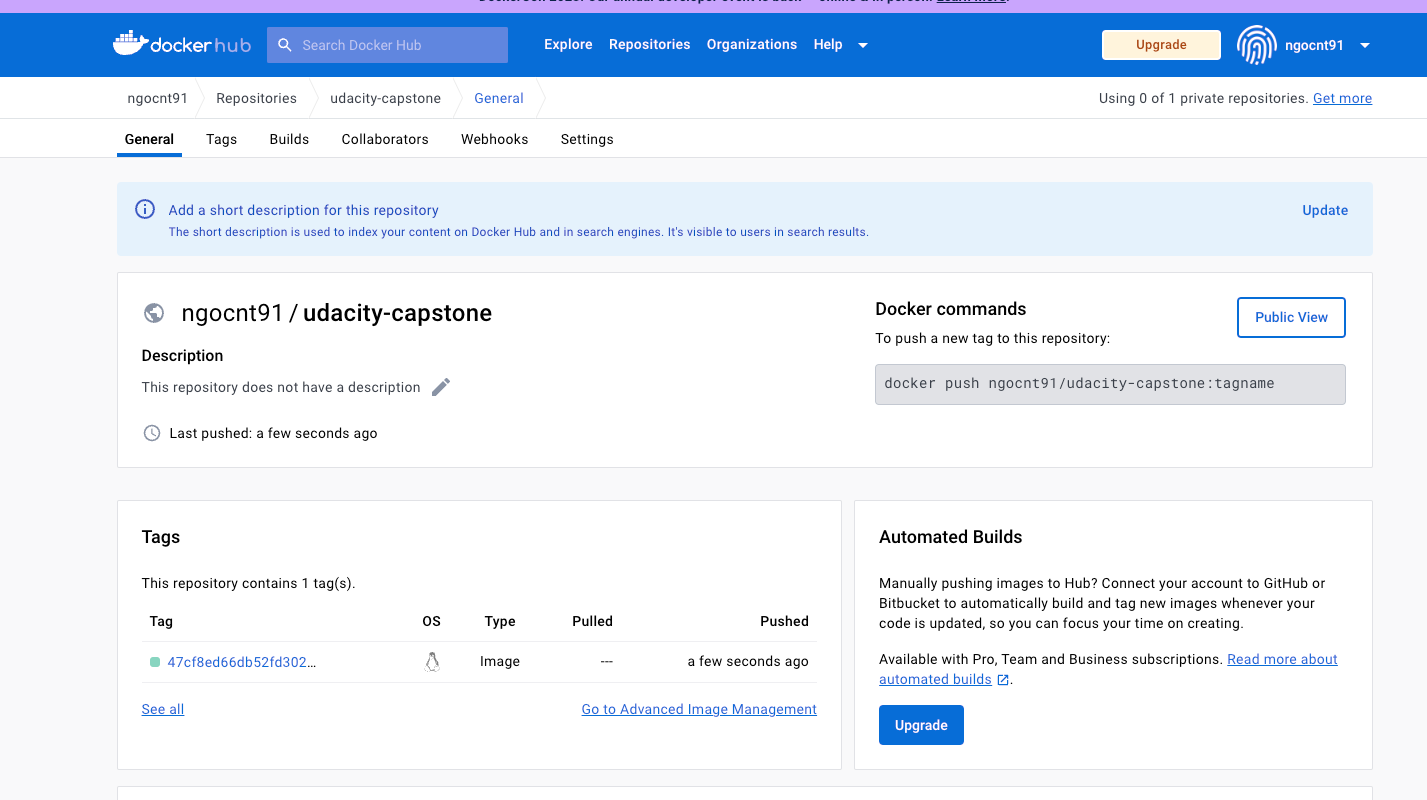 docker hub
Search Docker Hub
Explore Repositories Organizations Help
Upgrade
ngocnt91
ngocnt91 Repositories udacity-capstone General
Using 0 of 1 private repositories. Get more
General Tags Builds Collaborators Webhooks Settings
Add a short description for this repository
Update
The short description is used to index your content on Docker Hub and in search engines. It's visible to users in search results.
ngocnt91 / udacity-capstone
Description
This repository does not have a description
Last pushed: a few seconds ago
Docker commands
Public View
To push a new tag to this repository:
docker push ngocnt91/udacity-capstone:tagname
Tags
This repository contains 1 tag(s).
Tag OS Type Pulled Pushed
47cf8ed66db52fd302... Image --- a few seconds ago
See all
Go to Advanced Image Management
Automated Builds
Manually pushing images to Hub? Connect your account to GitHub or
Bitbucket to automatically build and tag new images whenever your
code is updated, so you can focus your time on creating.
Available with Pro, Team and Business subscriptions. Read more about
automated builds .
Upgrade